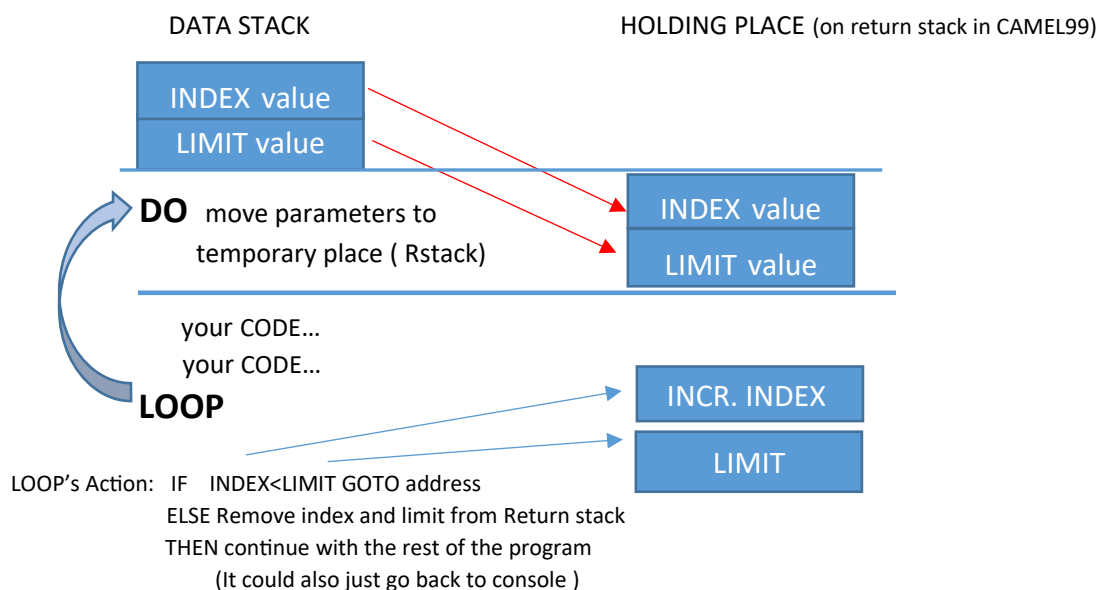 DATA STACK
HOLDING PLACE (on return stack in CAMEL99)
INDEX value
LIMIT value
DO move parameters to
temporary place ( Rstack)
INDEX value
LIMIT value
your CODE...
your CODE...
LOOP
INCR. INDEX
LIMIT
LOOP's Action: IF INDEX<LIMIT GOTO address
ELSE Remove index and limit from Return stack
THEN continue with the rest of the program
(It could also just go back to console )